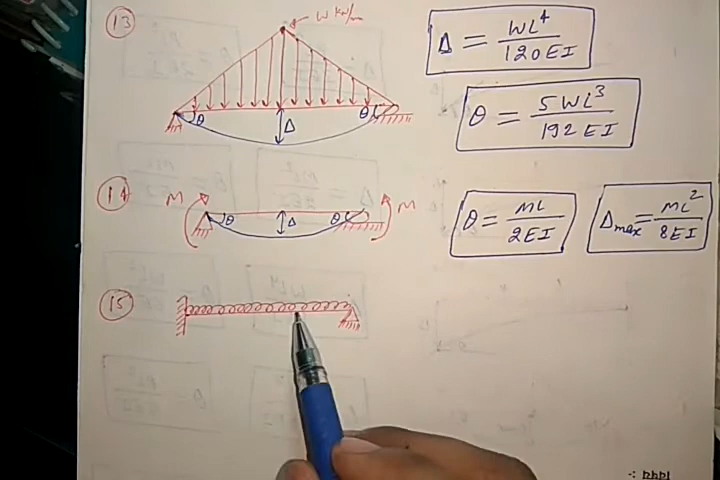 13
W kN/m
θ
Δ
θ
Δ = WL⁴ / 120EI
θ = 5WL³ / 192EI
14
M
θ
Δ
θ
M
θ = ML / 2EI
Δmax = ML² / 8EI
15